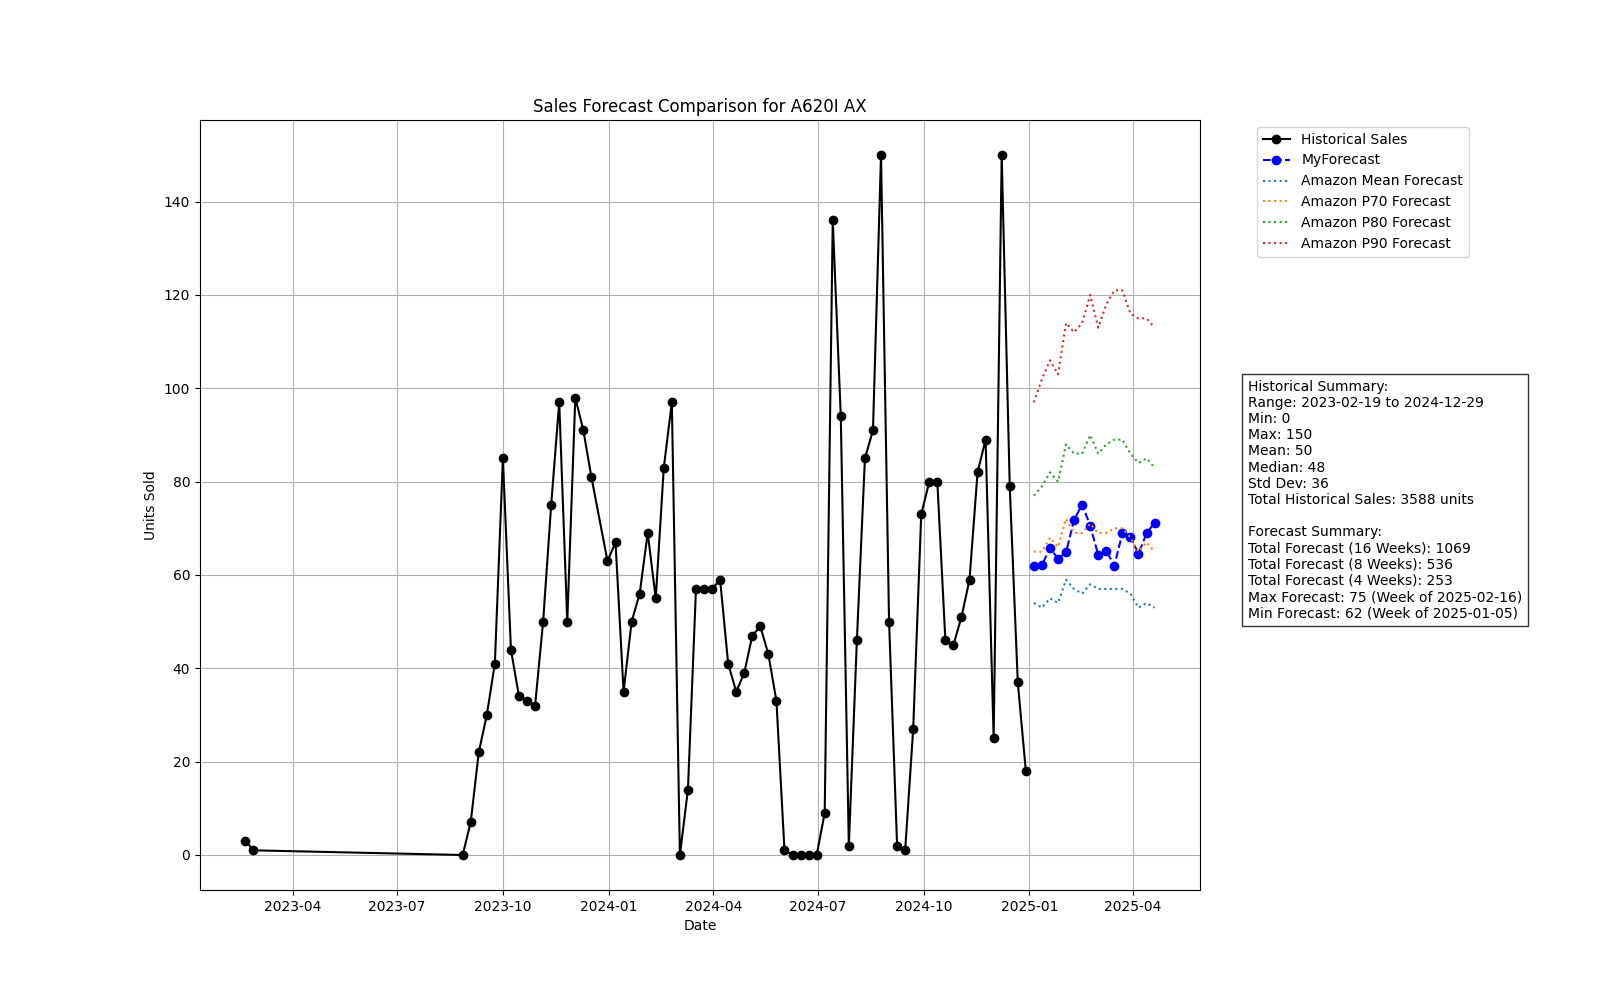 Sales Forecast Comparison for A620I AX
Historical Sales
MyForecast
Amazon Mean Forecast
Amazon P70 Forecast
Amazon P80 Forecast
Amazon P90 Forecast
140
120
100
80
60
40
20
0
Units Sold
Historical Summary:
Range: 2023-02-19 to 2024-12-29
Min: 0
Max: 150
Mean: 50
Median: 48
Std Dev: 36
Total Historical Sales: 3588 units
Forecast Summary:
Total Forecast (16 Weeks): 1069
Total Forecast (8 Weeks): 536
Total Forecast (4 Weeks): 253
Max Forecast: 75 (Week of 2025-02-16)
Min Forecast: 62 (Week of 2025-01-05)
2023-04 2023-07 2023-10 2024-01 2024-04 2024-07 2024-10 2025-01 2025-04
Date